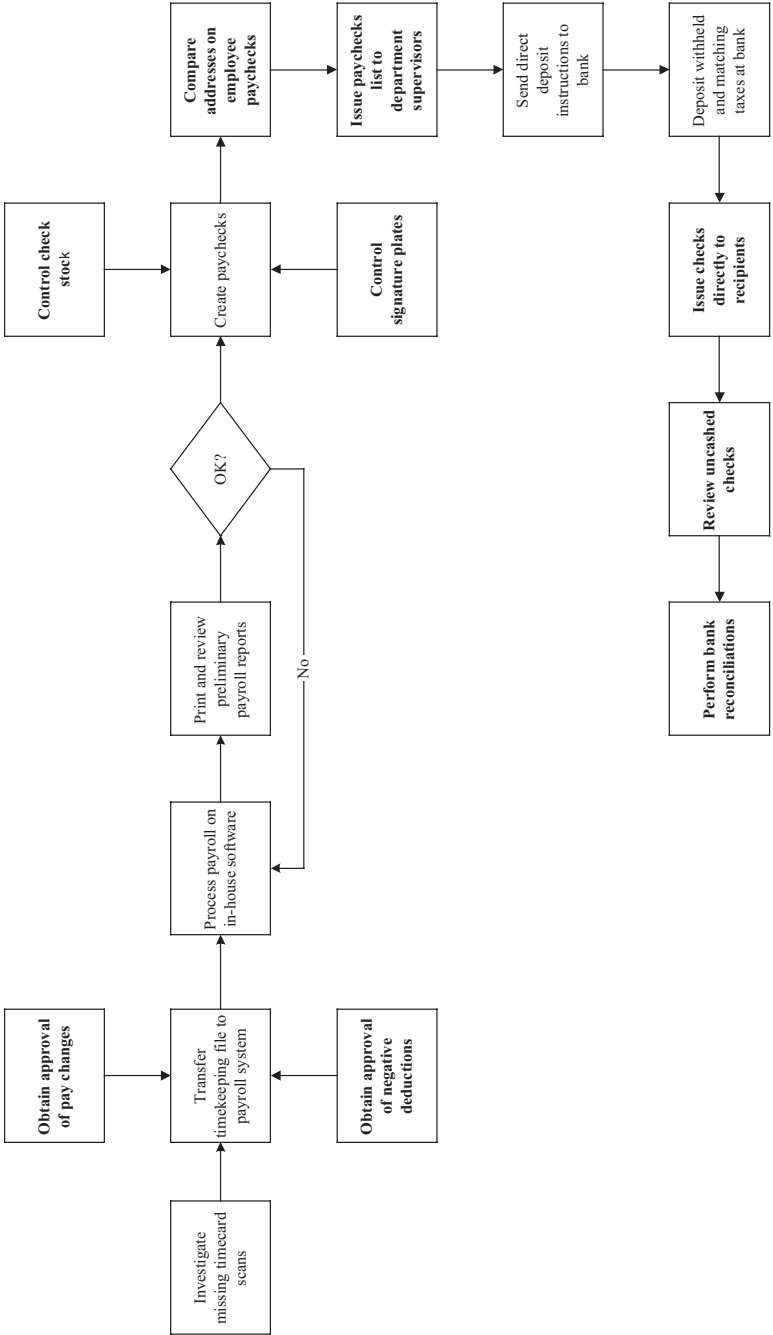 Obtain approval
of pay changes
Control check
stock
Investigate
missing timecard
scans
Transfer
timekeeping file to
payroll system
Process payroll on
in-house software
Print and review
preliminary
payroll reports
OK?
No
Create paychecks
Compare
addresses on
employee
paychecks
Obtain approval
of negative
deductions
Control
signature plates
Issue paychecks
list to
department
supervisors
Send direct
deposit
instructions to
bank
Deposit withheld
and matching
taxes at bank
Issue checks
directly to
recipients
Review uncashed
checks
Perform bank
reconciliations